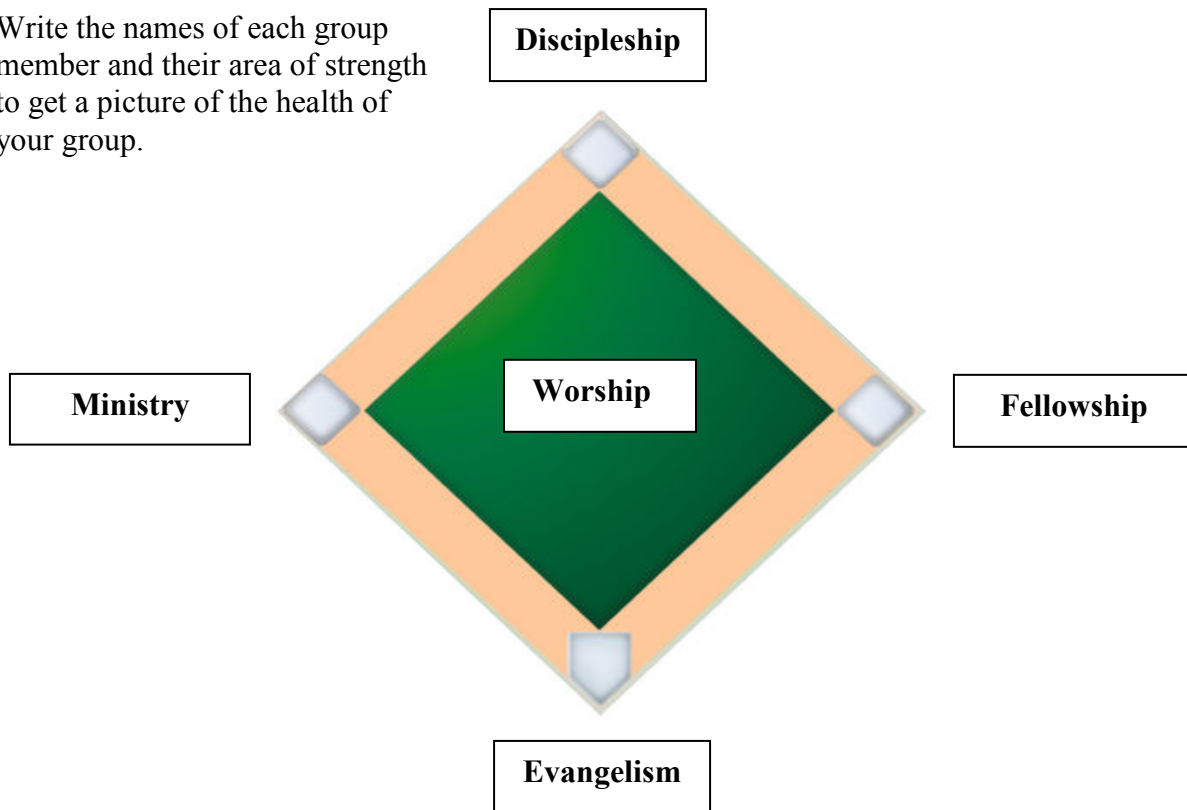 Write the names of each group
member and their area of strength
to get a picture of the health of
your group.
Discipleship
Ministry
Worship
Fellowship
Evangelism